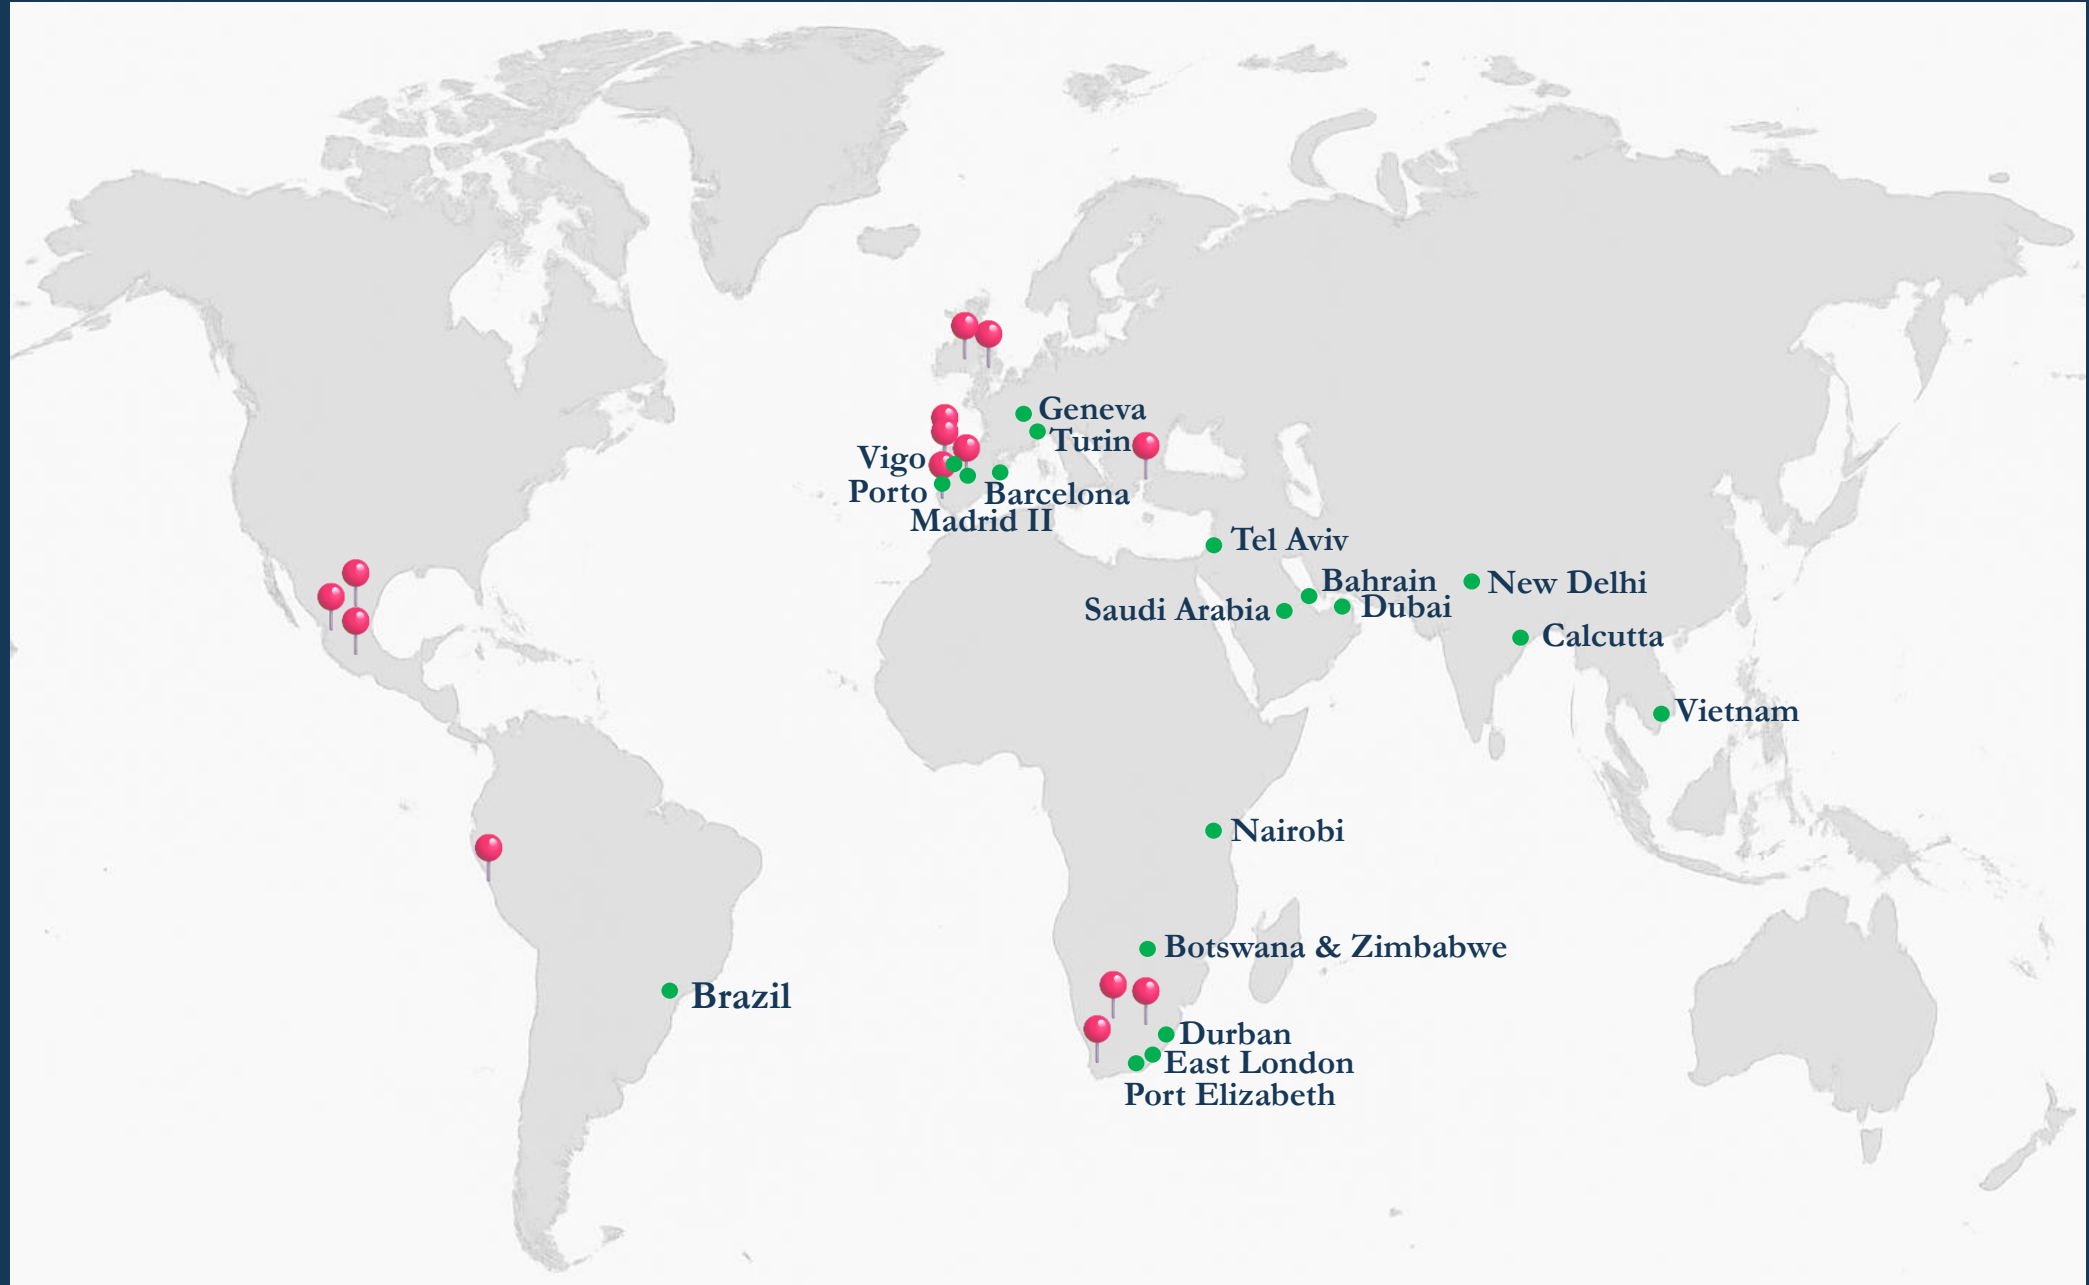 Geneva
Turin
Vigo
Porto
Barcelona
Madrid II
Tel Aviv
Bahrain
New Delhi
Saudi Arabia
Dubai
Calcutta
Vietnam
Nairobi
Botswana & Zimbabwe
Brazil
Durban
East London
Port Elizabeth